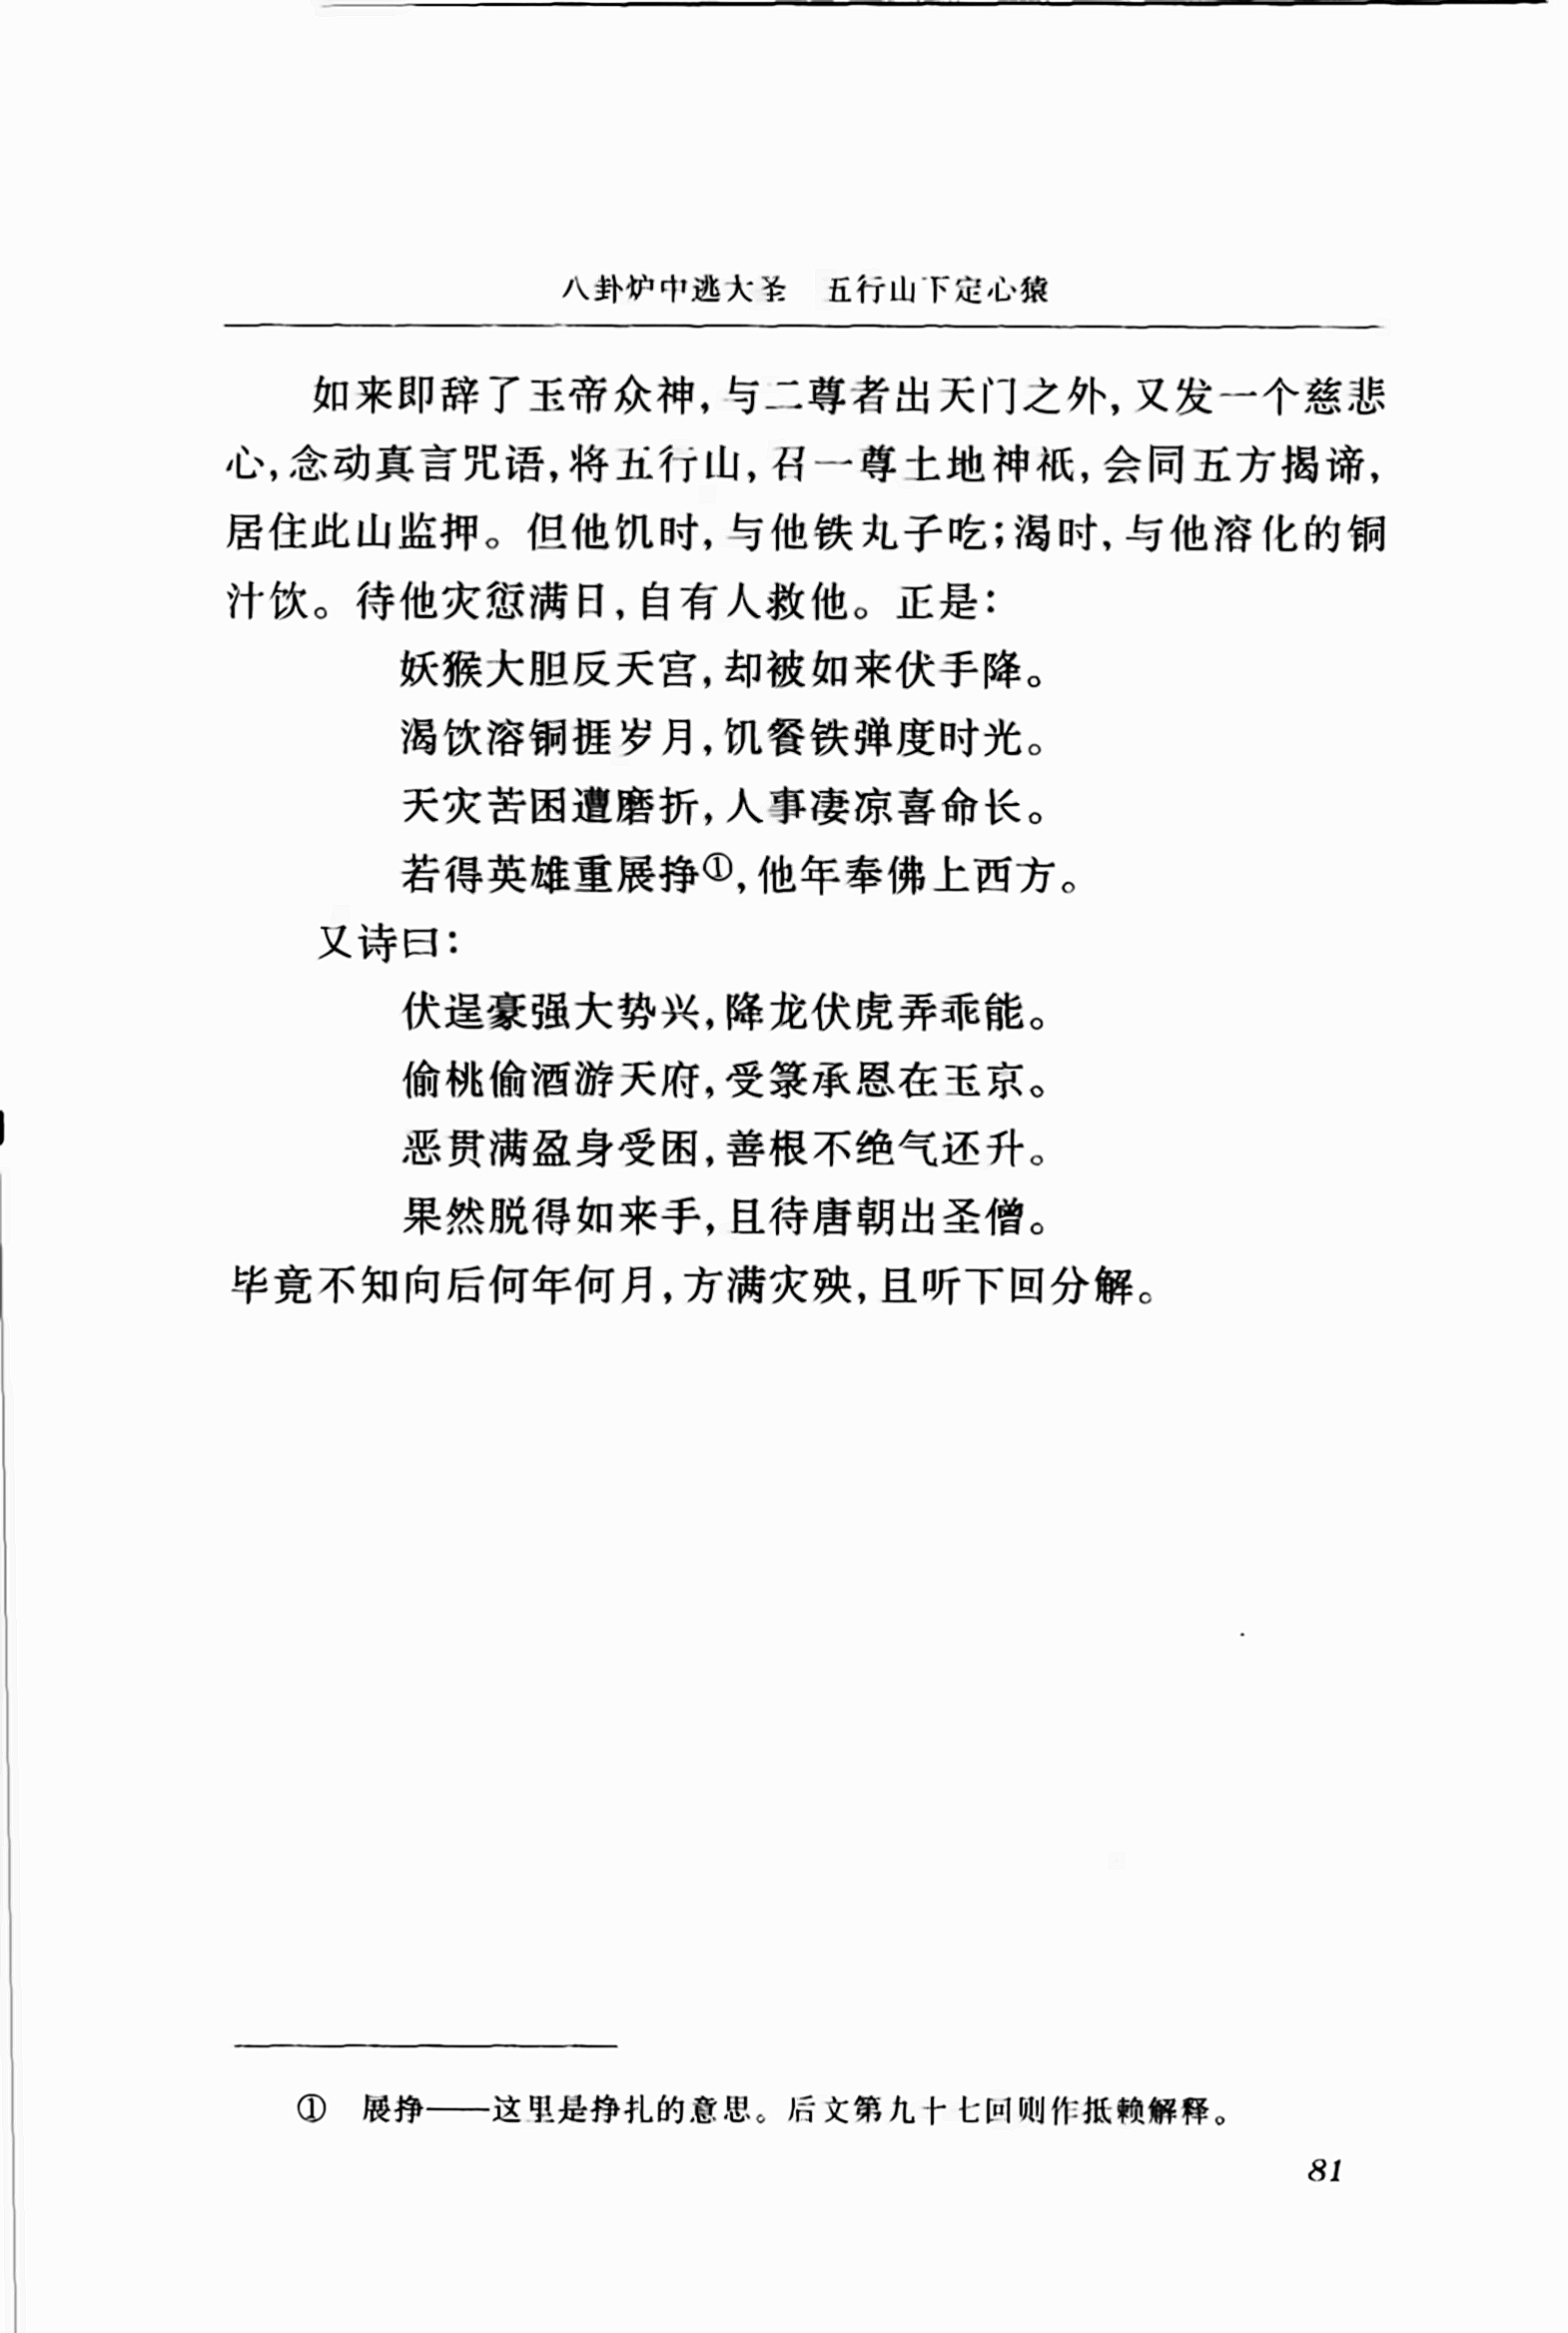 八卦炉中逃大圣　五行山下定心猿
如来即辞了玉帝众神，与二尊者出天门之外，又发一个慈悲
心，念动真言咒语，将五行山，召一尊土地神祇，会同五方揭谛，
居住此山监押。但他饥时，与他铁丸子吃；渴时，与他溶化的铜
汁饮。待他灾愆满日，自有人救他。正是：
妖猴大胆反天宫，却被如来伏手降。
渴饮溶铜捱岁月，饥餐铁弹度时光。
天灾苦困遭磨折，人事凄凉喜命长。
若得英雄重展挣①，他年奉佛上西方。
又诗曰：
伏逞豪强大势兴，降龙伏虎弄乖能。
偷桃偷酒游天府，受箓承恩在玉京。
恶贯满盈身受困，善根不绝气还升。
果然脱得如来手，且待唐朝出圣僧。
毕竟不知向后何年何月，方满灾殃，且听下回分解。
①　展挣——这里是挣扎的意思。后文第九十七回则作抵赖解释。
81